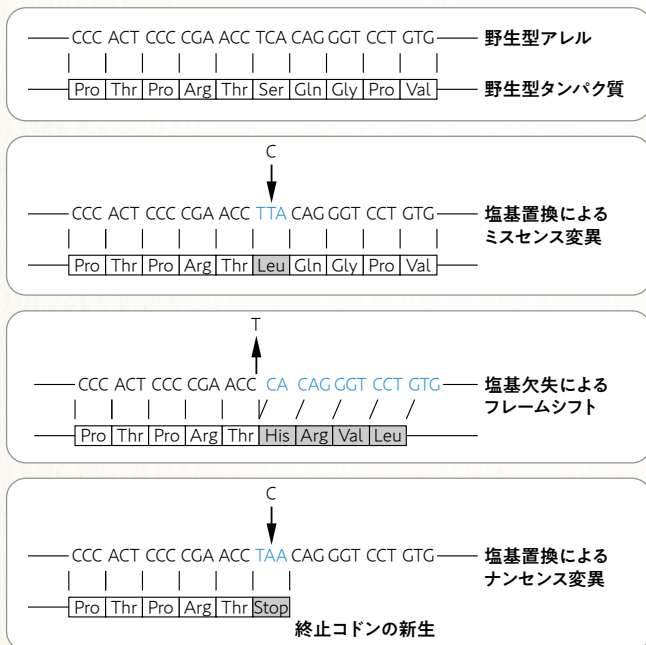 CCC ACT CCC CGA ACC TCA CAG GGT CCT GTG 野生型アレル
Pro Thr Pro Arg Thr Ser Gln Gly Pro Val 野生型タンパク質
C
CCC ACT CCC CGA ACC TTA CAG GGT CCT GTG 塩基置換による
ミスセンス変異
Pro Thr Pro Arg Thr Leu Gln Gly Pro Val
T
CCC ACT CCC CGA ACC CA CAG GGT CCT GTG 塩基欠失による
フレームシフト
Pro Thr Pro Arg Thr His Arg Val Leu
C
CCC ACT CCC CGA ACC TAA CAG GGT CCT GTG 塩基置換による
ナンセンス変異
Pro Thr Pro Arg Thr Stop
終止コドンの新生